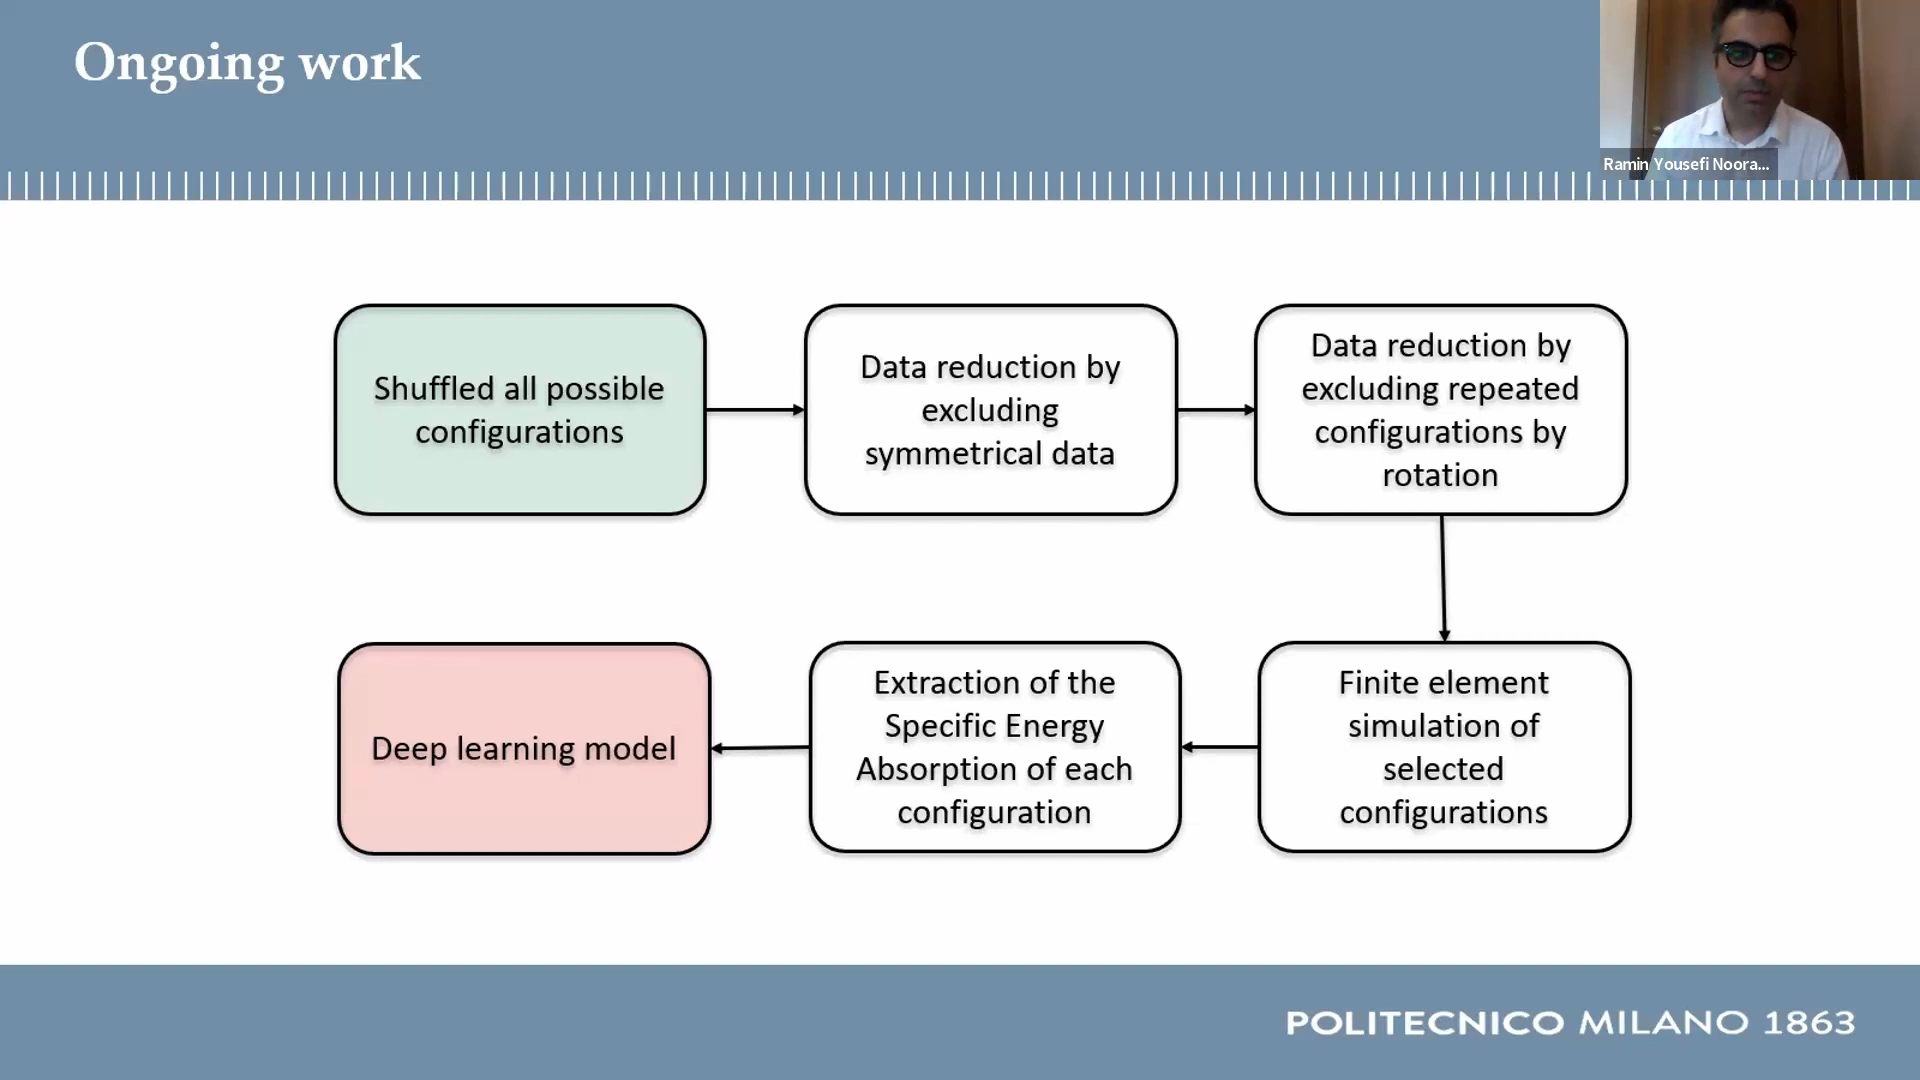 Ongoing work
Ramin Yousefi Noora...
Shuffled all possible
configurations
Data reduction by
excluding
symmetrical data
Data reduction by
excluding repeated
configurations by
rotation
Finite element
simulation of
selected
configurations
Extraction of the
Specific Energy
Absorption of each
configuration
Deep learning model
POLITECNICO MILANO 1863